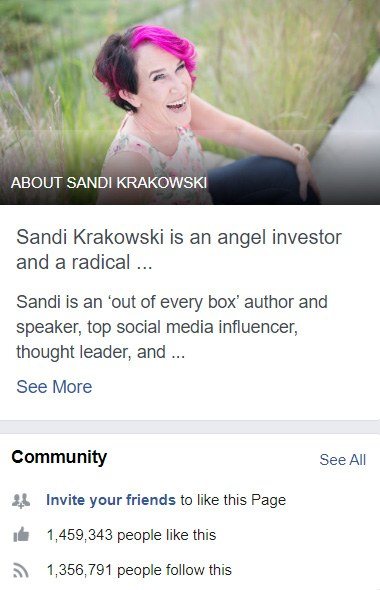 ABOUT SANDI KRAKOWSKI
Sandi Krakowski is an angel investor
and a radical ...
Sandi is an ‘out of every box’ author and
speaker, top social media influencer,
thought leader, and ...
See More
Community
See All
Invite your friends to like this Page
1,459,343 people like this
1,356,791 people follow this